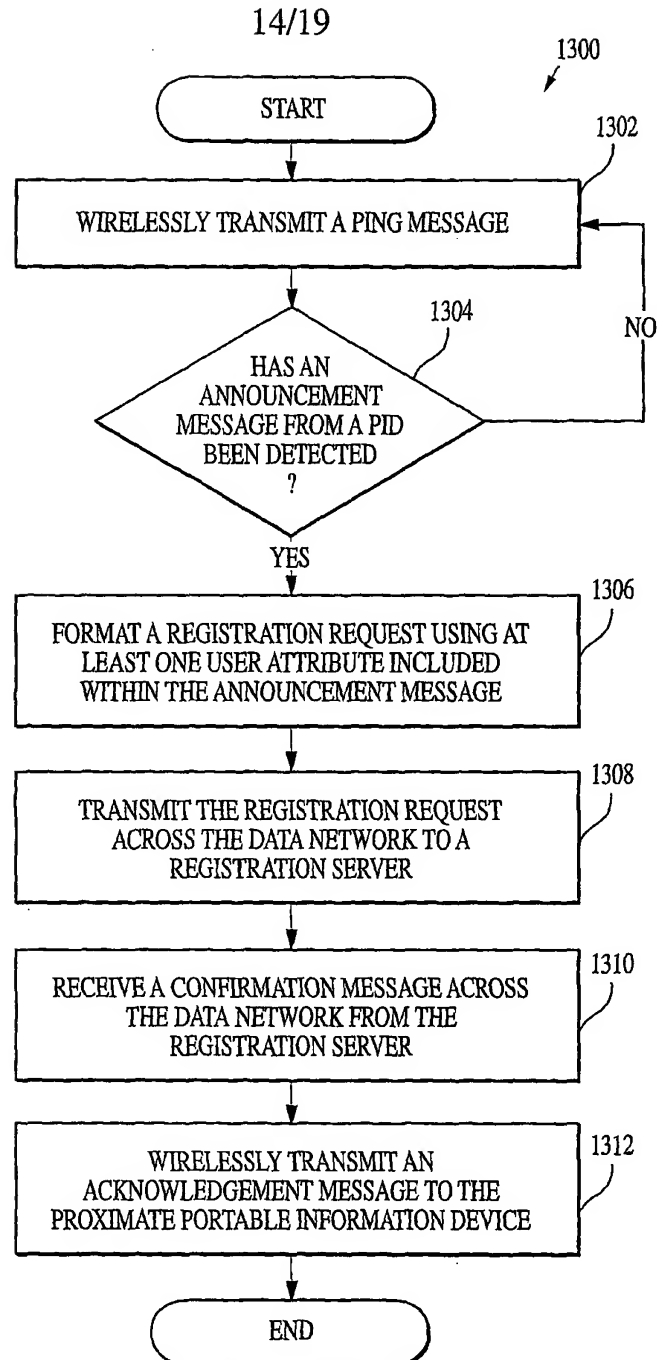 14/19
1300
START
1302
WIRELESSLY TRANSMIT A PING MESSAGE
1304
NO
HAS AN
ANNOUNCEMENT
MESSAGE FROM A PID
BEEN DETECTED
?
YES
1306
FORMAT A REGISTRATION REQUEST USING AT
LEAST ONE USER ATTRIBUTE INCLUDED
WITHIN THE ANNOUNCEMENT MESSAGE
1308
TRANSMIT THE REGISTRATION REQUEST
ACROSS THE DATA NETWORK TO A
REGISTRATION SERVER
1310
RECEIVE A CONFIRMATION MESSAGE ACROSS
THE DATA NETWORK FROM THE
REGISTRATION SERVER
1312
WIRELESSLY TRANSMIT AN
ACKNOWLEDGEMENT MESSAGE TO THE
PROXIMATE PORTABLE INFORMATION DEVICE
END